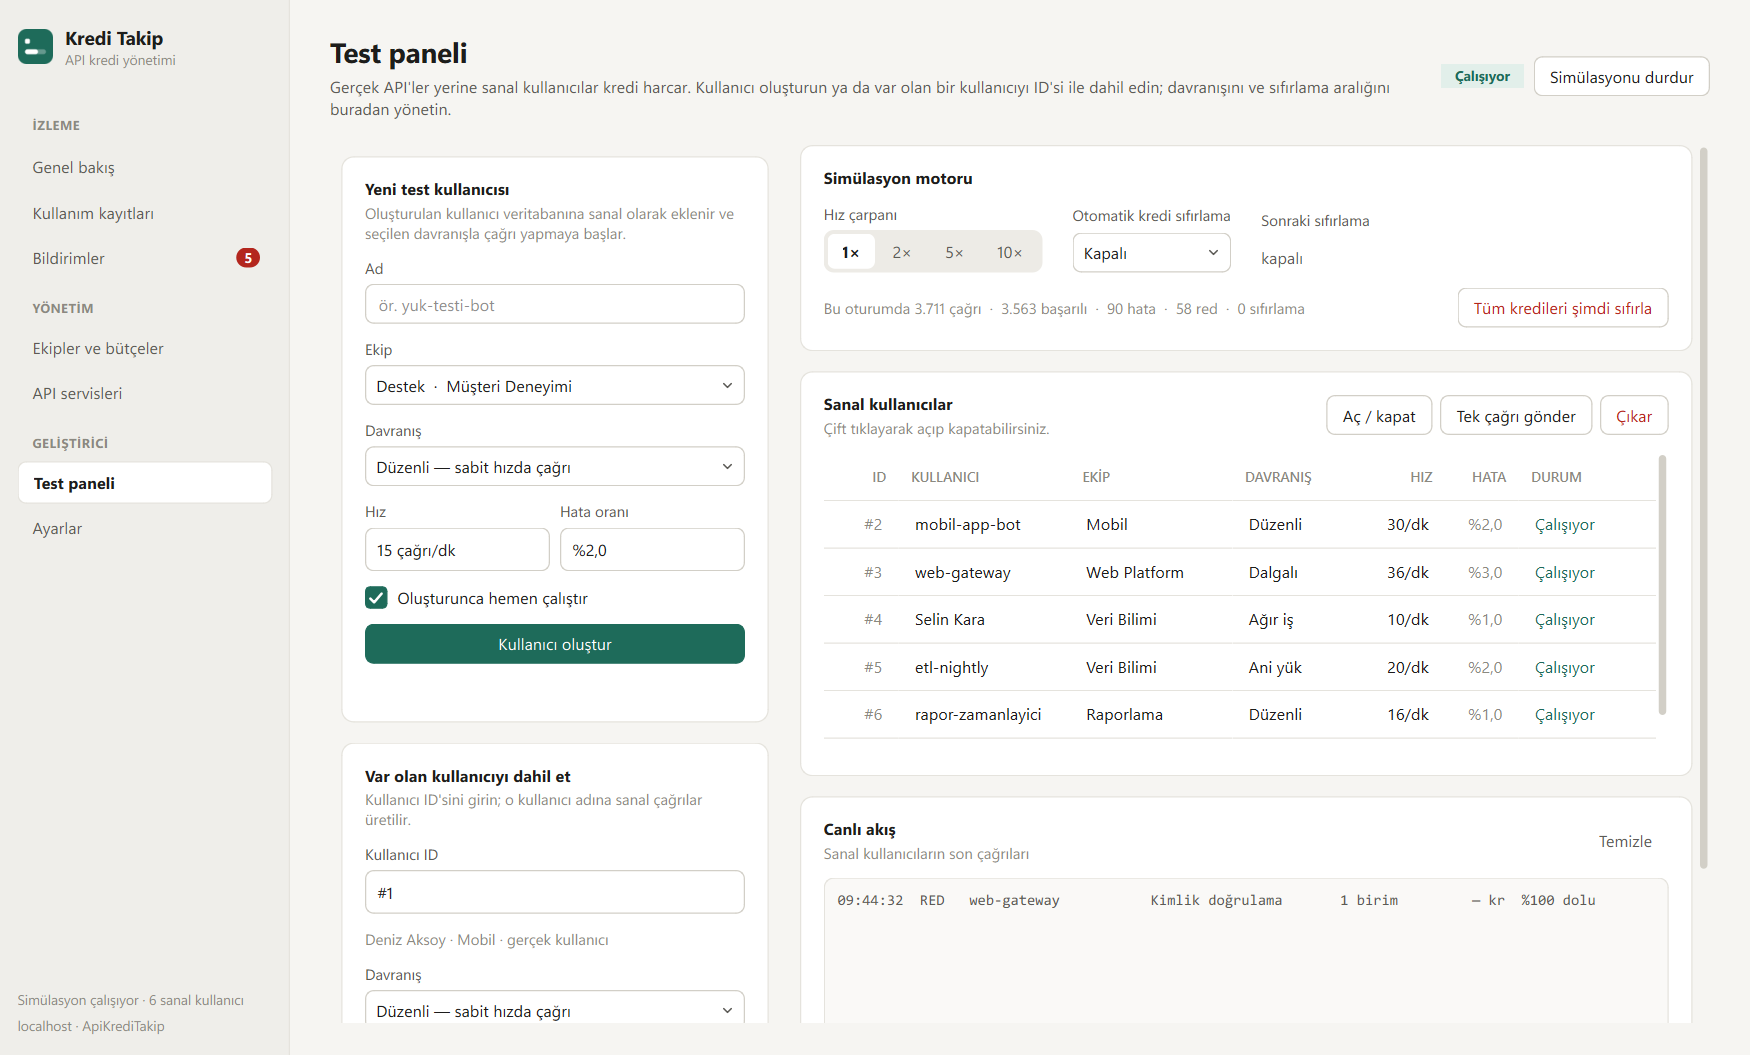 Kredi Takip
API kredi yönetimi
İZLEME
Genel bakış
Kullanım kayıtları
Bildirimler 5
YÖNETİM
Ekipler ve bütçeler
API servisleri
GELİŞTİRİCİ
Test paneli
Ayarlar
Simülasyon çalışıyor · 6 sanal kullanıcı
localhost · ApiKrediTakip
Test paneli
Gerçek API'ler yerine sanal kullanıcılar kredi harcar. Kullanıcı oluşturun ya da var olan bir kullanıcıyı ID'si ile dahil edin; davranışını ve sıfırlama aralığını
buradan yönetin.
Çalışıyor
Simülasyonu durdur
Yeni test kullanıcısı
Oluşturulan kullanıcı veritabanına sanal olarak eklenir ve
seçilen davranışla çağrı yapmaya başlar.
Ad
ör. yuk-testi-bot
Ekip
Destek · Müşteri Deneyimi
Davranış
Düzenli — sabit hızda çağrı
Hız Hata oranı
15 çağrı/dk %2,0
Oluşturunca hemen çalıştır
Kullanıcı oluştur
Var olan kullanıcıyı dahil et
Kullanıcı ID'sini girin; o kullanıcı adına sanal çağrılar
üretilir.
Kullanıcı ID
#1
Deniz Aksoy · Mobil · gerçek kullanıcı
Davranış
Düzenli — sabit hızda çağrı
Simülasyon motoru
Hız çarpanı Otomatik kredi sıfırlama Sonraki sıfırlama
1× 2× 5× 10× Kapalı kapalı
Bu oturumda 3.711 çağrı · 3.563 başarılı · 90 hata · 58 red · 0 sıfırlama
Tüm kredileri şimdi sıfırla
Sanal kullanıcılar
Çift tıklayarak açıp kapatabilirsiniz.
Aç / kapat Tek çağrı gönder Çıkar
ID KULLANICI EKİP DAVRANIŞ HIZ HATA DURUM
#2 mobil-app-bot Mobil Düzenli 30/dk %2,0 Çalışıyor
#3 web-gateway Web Platform Dalgalı 36/dk %3,0 Çalışıyor
#4 Selin Kara Veri Bilimi Ağır iş 10/dk %1,0 Çalışıyor
#5 etl-nightly Veri Bilimi Ani yük 20/dk %2,0 Çalışıyor
#6 rapor-zamanlayici Raporlama Düzenli 16/dk %1,0 Çalışıyor
Canlı akış
Sanal kullanıcıların son çağrıları
Temizle
09:44:32 RED web-gateway Kimlik doğrulama 1 birim — kr %100 dolu